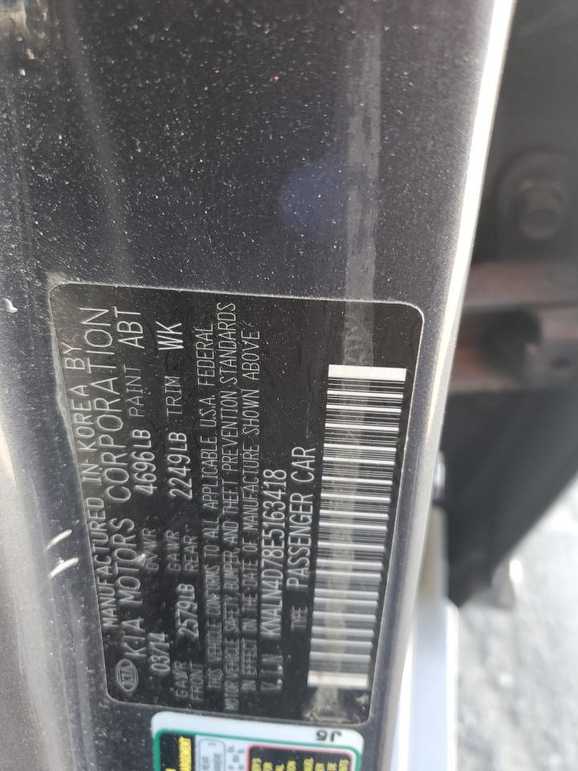 MANUFACTURED IN KOREA BY
KIA MOTORS CORPORATION
03/14 GVWR 4696LB PAINT ABT
GAWR FRONT 2579LB GAWR REAR 2249LB TRIM WK
THIS VEHICLE CONFORMS TO ALL APPLICABLE U.S.A. FEDERAL
MOTOR VEHICLE SAFETY, BUMPER, AND THEFT PREVENTION STANDARDS
IN EFFECT ON THE DATE OF MANUFACTURE SHOWN ABOVE.
V.I.N KNALN4D78E5163418
TYPE PASSENGER CAR
KIA
J6